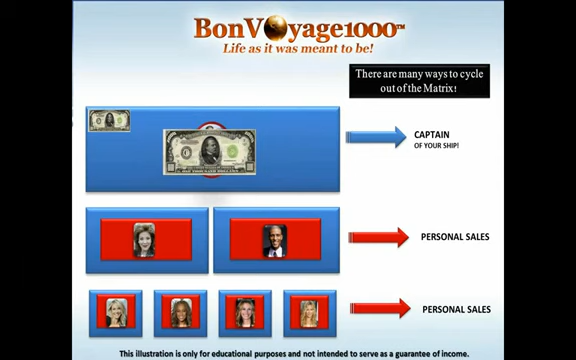 BonVoyage1000™
Life as it was meant to be!
There are many ways to cycle
out of the Matrix!
CAPTAIN
OF YOUR SHIP!
PERSONAL SALES
PERSONAL SALES
This illustration is only for educational purposes and not intended to serve as a guarantee of income.